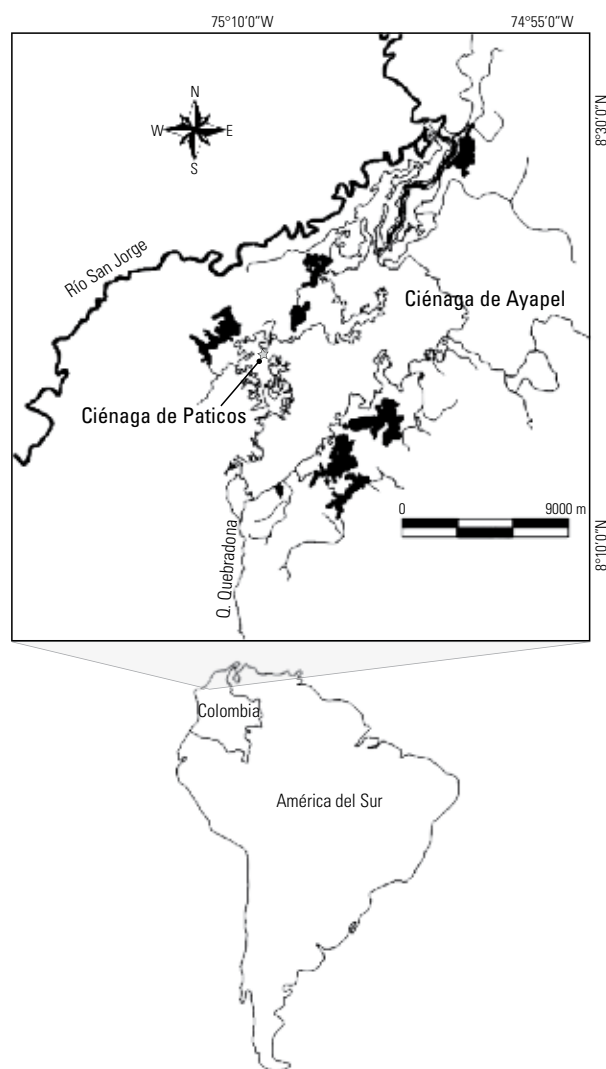 75°10'0"W 74°55'0"W
N
W E
S
8°30'0"N
Río San Jorge
Ciénaga de Ayapel
Ciénaga de Paticos
0 9000 m
Q. Quebradona
8°10'0"N
Colombia
América del Sur